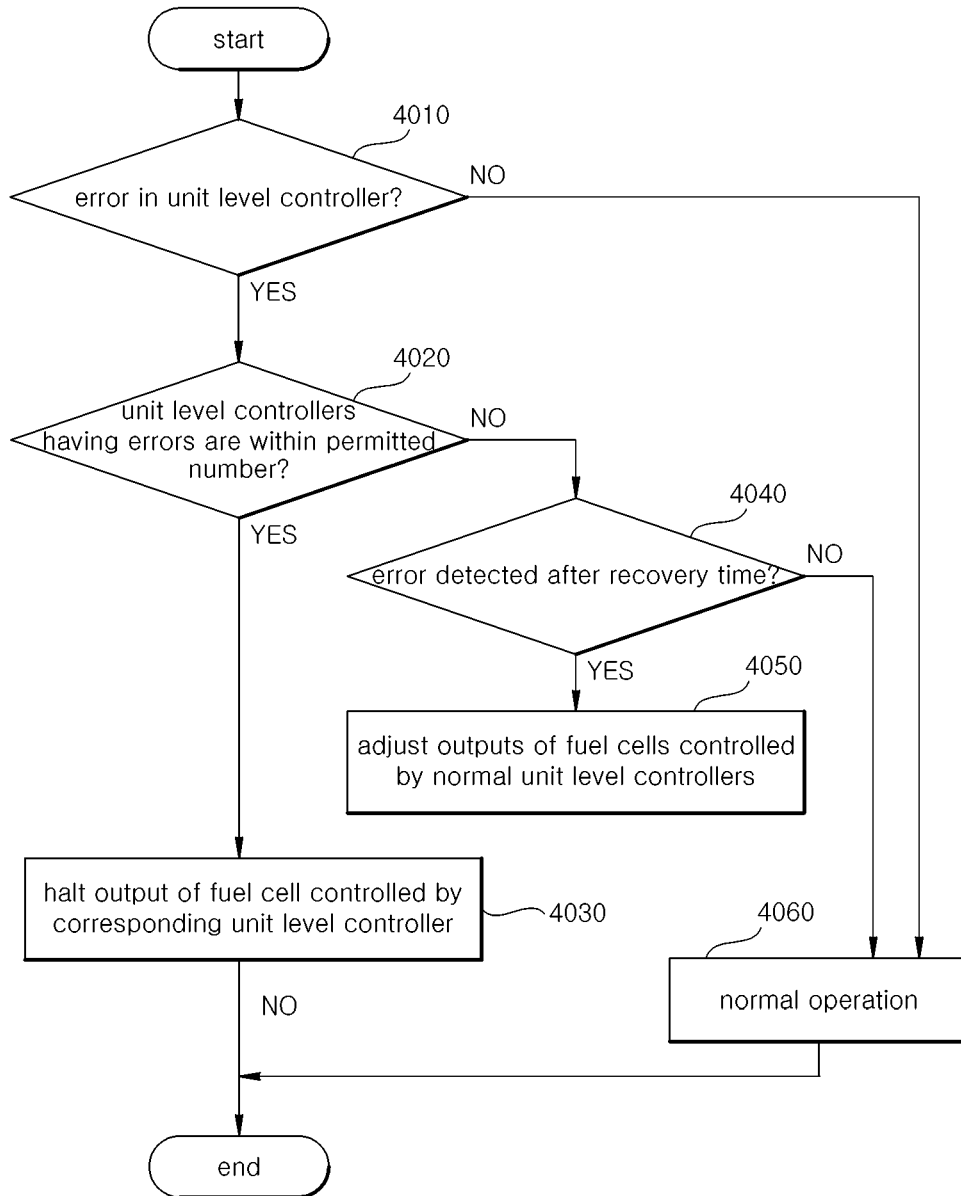 start
4010
NO
error in unit level controller?
YES
4020
unit level controllers
having errors are within permitted
number?
NO
YES
4040
NO
error detected after recovery time?
YES
4050
adjust outputs of fuel cells controlled
by normal unit level controllers
halt output of fuel cell controlled by
corresponding unit level controller
4030
4060
normal operation
NO
end